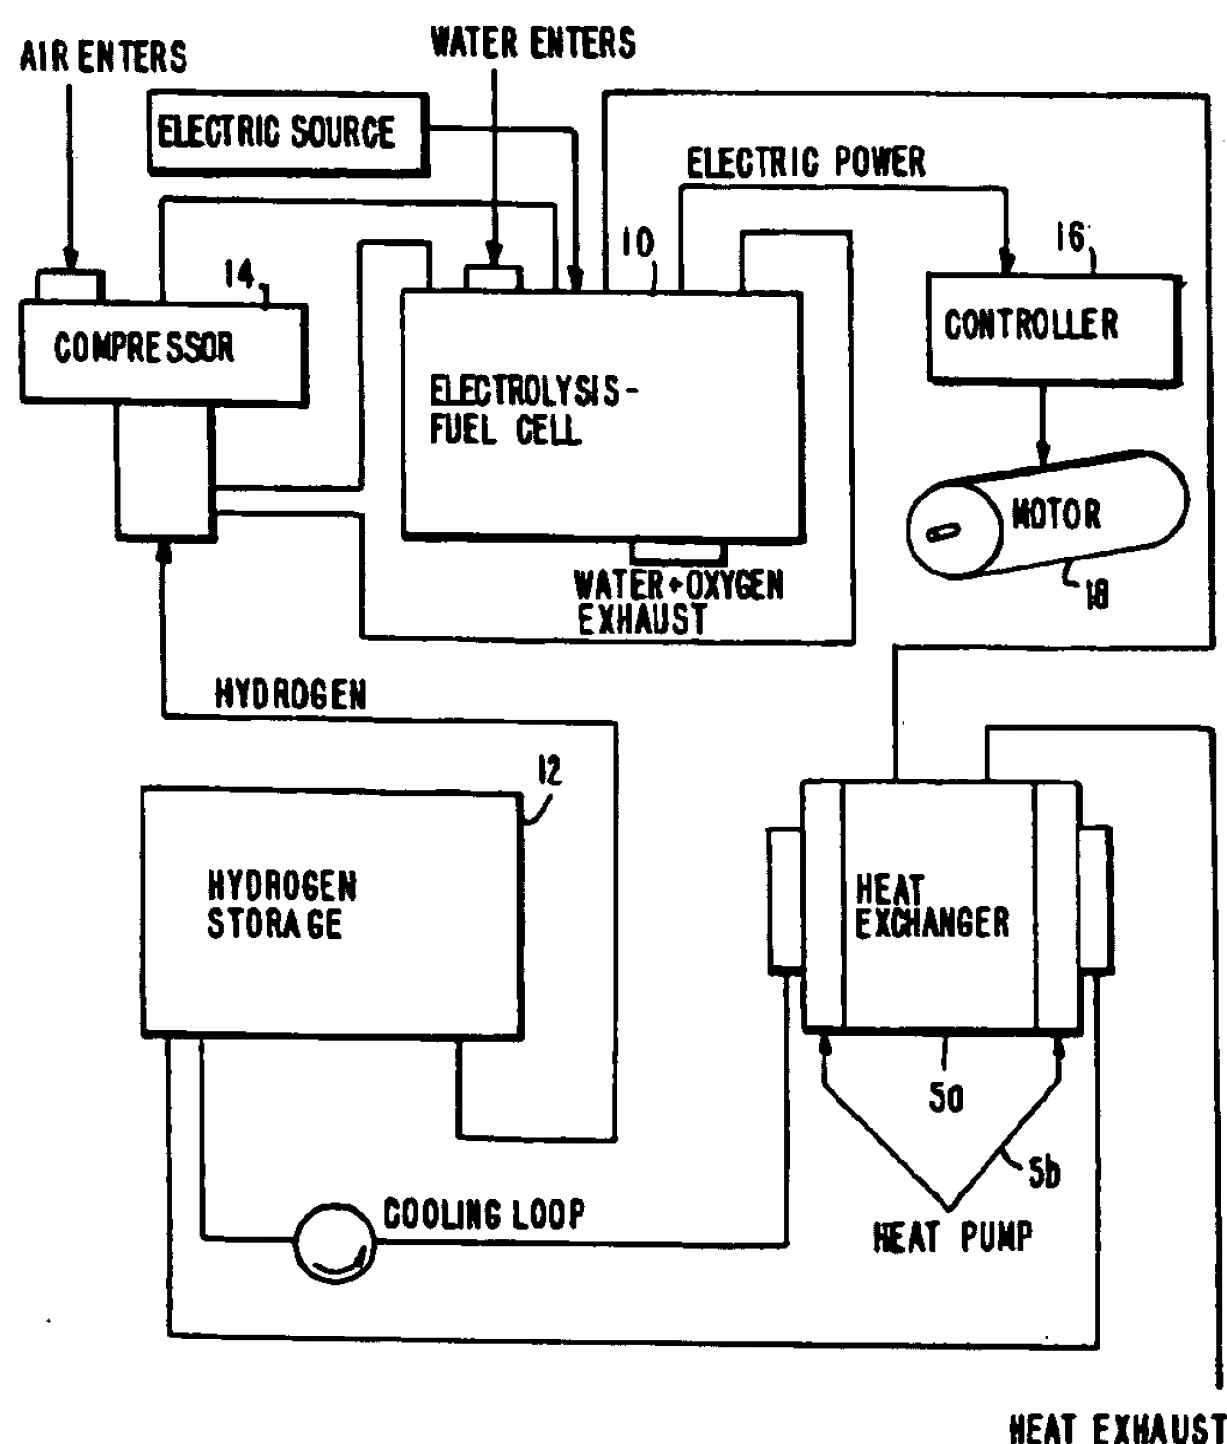 AIR ENTERS
WATER ENTERS
ELECTRIC SOURCE
ELECTRIC POWER
10
16
14
COMPRESSOR
CONTROLLER
ELECTROLYSIS-
FUEL CELL
MOTOR
18
WATER+OXYGEN
EXHAUST
HYDROGEN
12
HYDROGEN
STORAGE
HEAT
EXCHANGER
5a
5b
COOLING LOOP
HEAT PUMP
HEAT EXHAUST